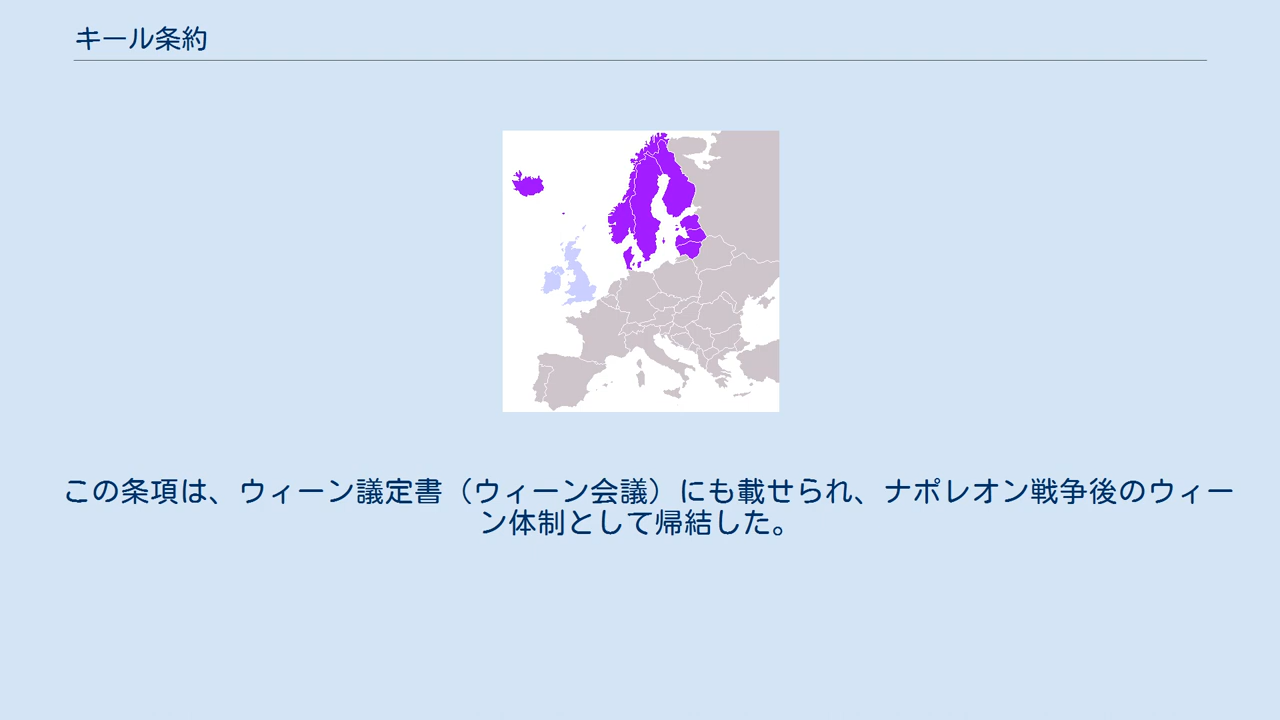 キール条約
この条項は、ウィーン議定書（ウィーン会議）にも載せられ、ナポレオン戦争後のウィー
ン体制として帰結した。